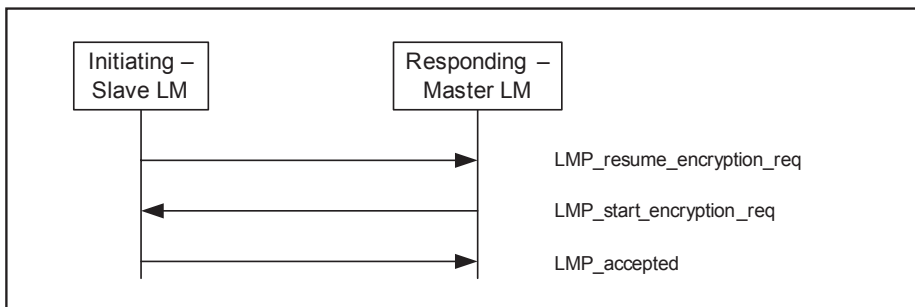 Initiating –
Slave LM
Responding –
Master LM
LMP_resume_encryption_req
LMP_start_encryption_req
LMP_accepted